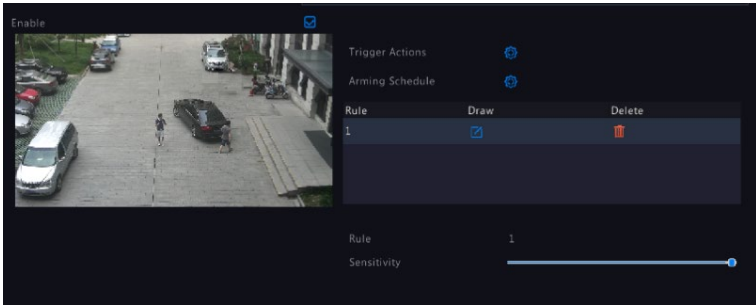 Enable
Trigger Actions
Arming Schedule
Rule Draw Delete
1
Rule 1
Sensitivity